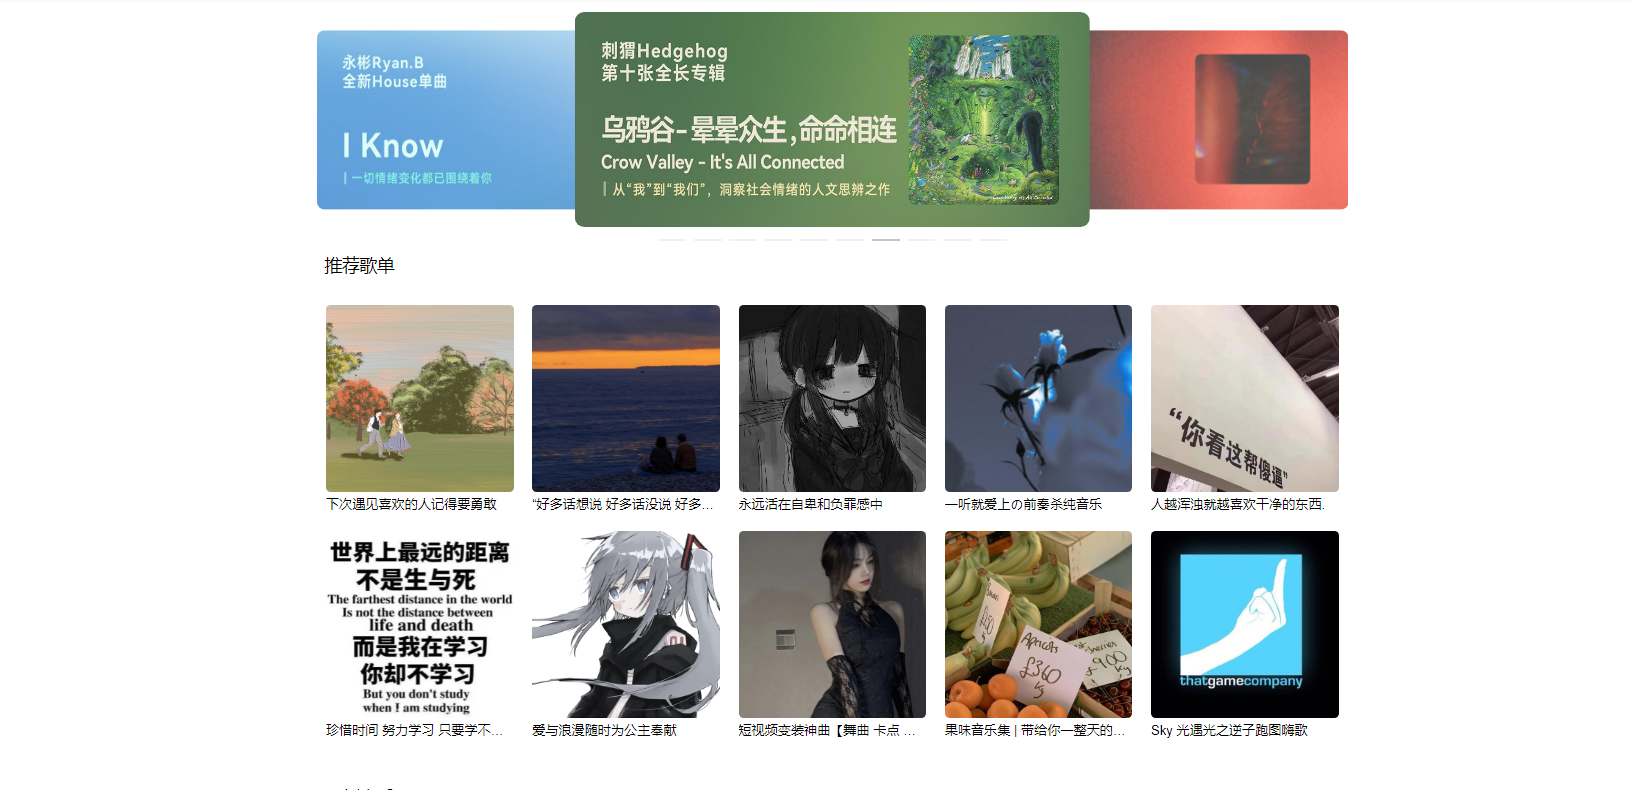 永彬Ryan.B
全新House单曲
I Know
| 一切情绪变化都已围绕着你
刺猬Hedgehog
第十张全长专辑
乌鸦谷-晕晕众生,命命相连
Crow Valley - It's All Connected
| 从“我”到“我们”，洞察社会情绪的人文思辨之作
推荐歌单
“你看这帮傻逼”
下次遇见喜欢的人记得要勇敢
“好多话想说 好多话没说 好多...
永远活在自卑和负罪感中
一听就爱上の前奏杀纯音乐
人越浑浊就越喜欢干净的东西.
世界上最远的距离
不是生与死
The farthest distance in the world
Is not the distance between
life and death
而是我在学习
你却不学习
But you don't study
when I am studying
Apricots
£3.60
kg
thatgamecompany
珍惜时间 努力学习 只要学不...
爱与浪漫随时为公主奉献
短视频变装神曲【舞曲 卡点 ...
果味音乐集 | 带给你一整天的...
Sky 光遇光之逆子跑图嗨歌